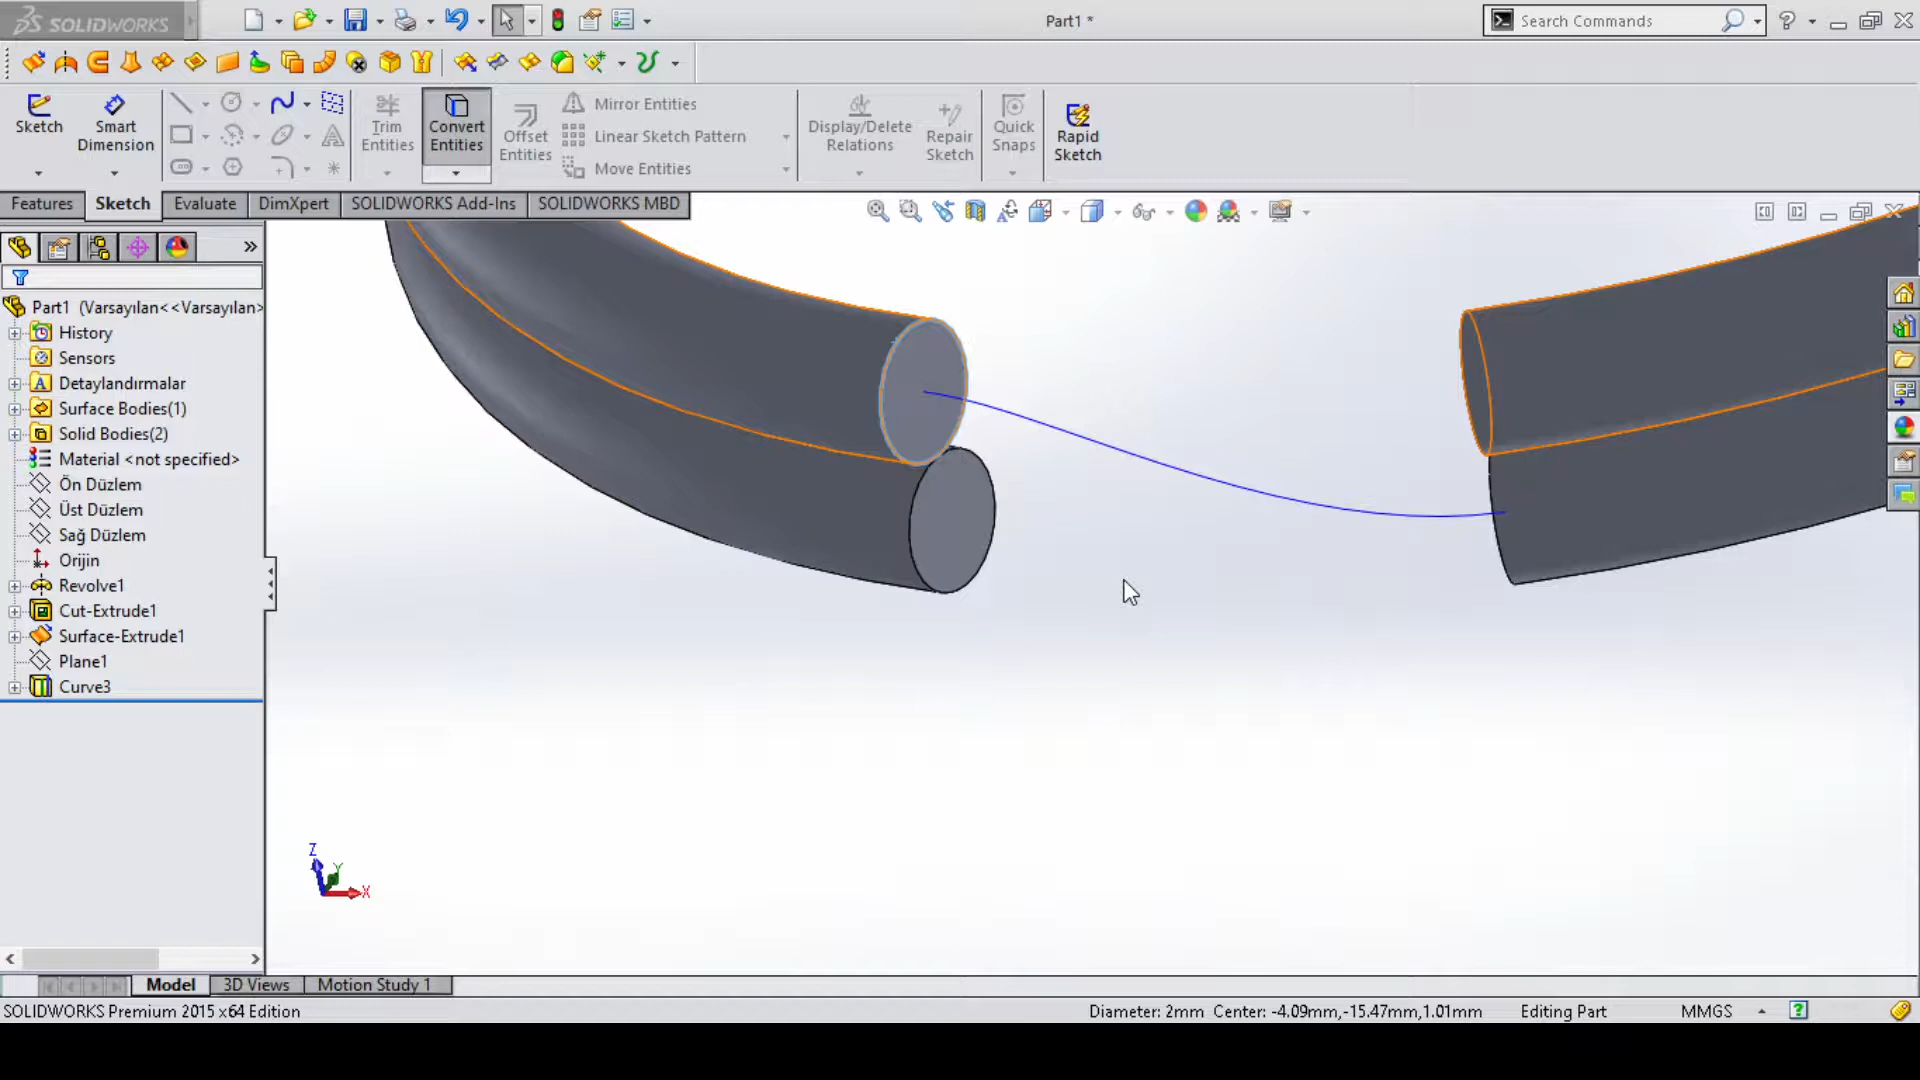 SOLIDWORKS
Part1 *
Search Commands
Sketch
Smart Dimension
Trim Entities
Convert Entities
Offset Entities
Mirror Entities
Linear Sketch Pattern
Move Entities
Display/Delete Relations
Repair Sketch
Quick Snaps
Rapid Sketch
Features
Sketch
Evaluate
DimXpert
SOLIDWORKS Add-Ins
SOLIDWORKS MBD
Part1 (Varsayılan<<Varsayılan>
History
Sensors
Detaylandırmalar
Surface Bodies(1)
Solid Bodies(2)
Material <not specified>
Ön Düzlem
Üst Düzlem
Sağ Düzlem
Orijin
Revolve1
Cut-Extrude1
Surface-Extrude1
Plane1
Curve3
Z
Y
X
Model
3D Views
Motion Study 1
SOLIDWORKS Premium 2015 x64 Edition
Diameter: 2mm Center: -4.09mm,-15.47mm,1.01mm
Editing Part
MMGS